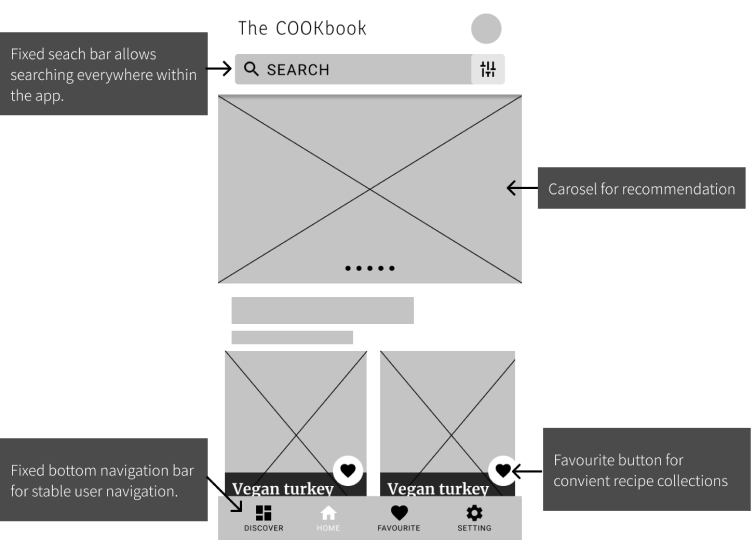 The COOKbook
Fixed seach bar allows
searching everywhere within
the app.
SEARCH
Carosel for recommendation
Vegan turkey
Vegan turkey
Favourite button for
convient recipe collections
Fixed bottom navigation bar
for stable user navigation.
DISCOVER
HOME
FAVOURITE
SETTING